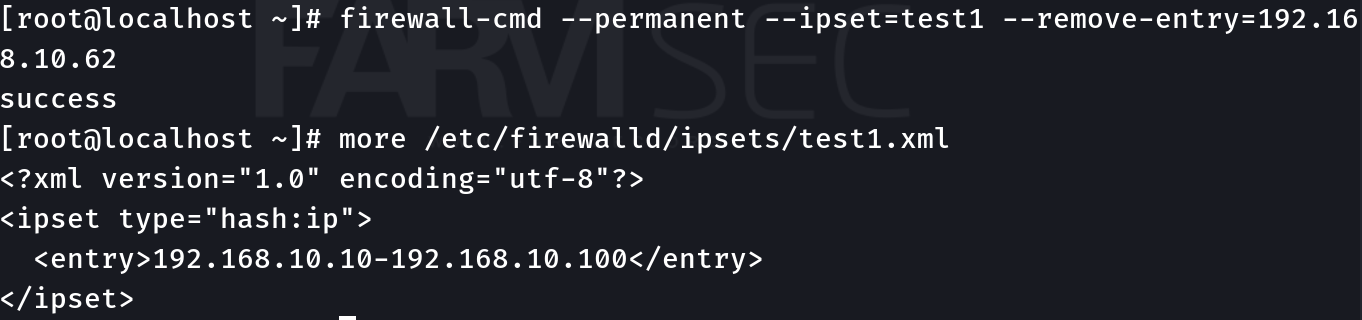 [root@localhost ~]# firewall-cmd --permanent --ipset=test1 --remove-entry=192.16
8.10.62
success
[root@localhost ~]# more /etc/firewalld/ipsets/test1.xml
<?xml version="1.0" encoding="utf-8"?>
<ipset type="hash:ip">
  <entry>192.168.10.10-192.168.10.100</entry>
</ipset>
FARVISEC